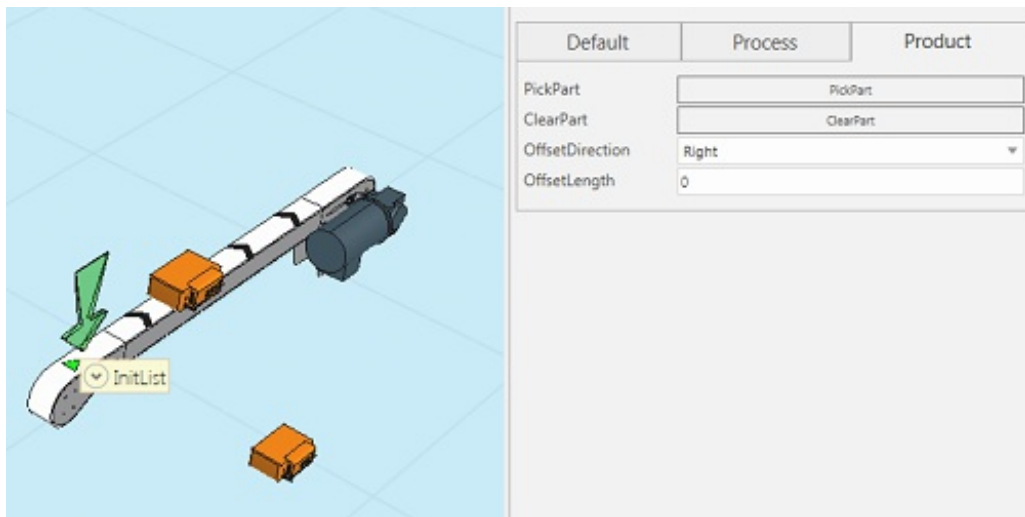 InitList
Default Process Product
PickPart PickPart
ClearPart ClearPart
OffsetDirection Right
OffsetLength 0